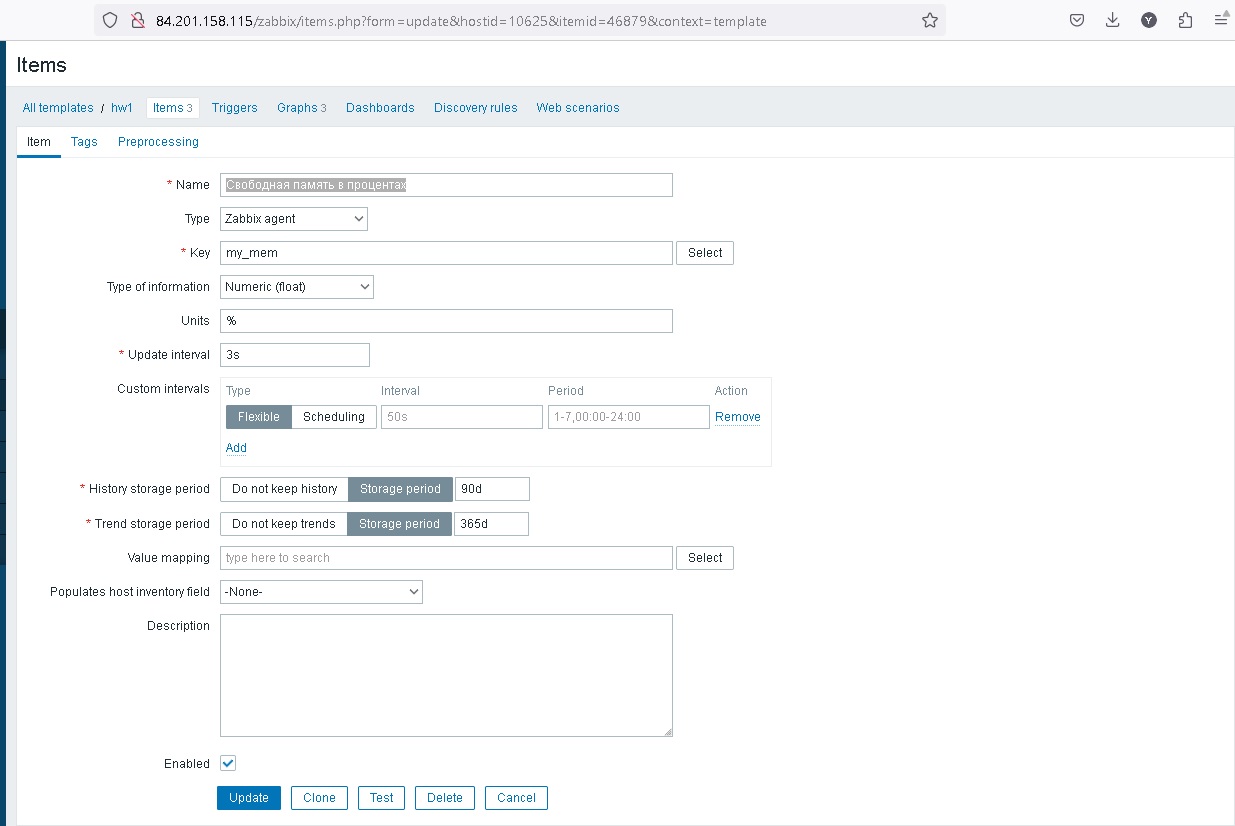 84.201.158.115/zabbix/items.php?form=update&hostid=10625&itemid=46879&context=template
Y
Items
All templates / hw1 Items 3 Triggers Graphs 3 Dashboards Discovery rules Web scenarios
Item Tags Preprocessing
* Name Свободная память в процентах
Type Zabbix agent
* Key my_mem Select
Type of information Numeric (float)
Units %
* Update interval 3s
Custom intervals Type Interval Period Action
Flexible Scheduling 50s 1-7,00:00-24:00 Remove
Add
* History storage period Do not keep history Storage period 90d
* Trend storage period Do not keep trends Storage period 365d
Value mapping type here to search Select
Populates host inventory field -None-
Description
Enabled
Update Clone Test Delete Cancel